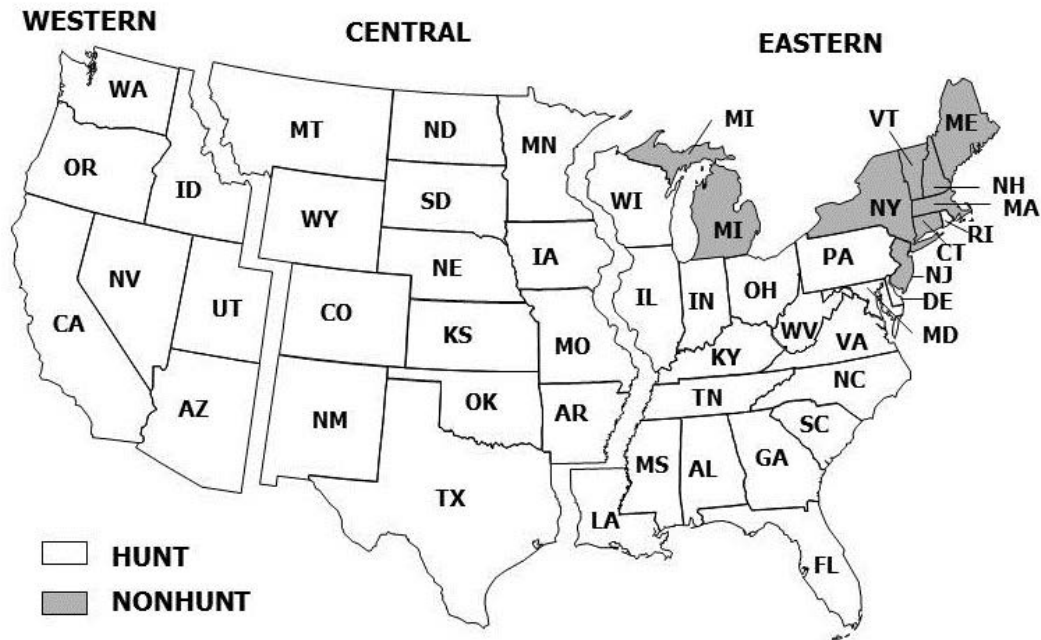 WESTERN
CENTRAL
EASTERN
WA
MT
ND
MN
MI
VT
ME
OR
ID
SD
WI
NH
MA
WY
NY
RI
MI
CT
NV
NE
IA
PA
NJ
UT
CO
IL
IN
OH
DE
CA
KS
MO
WV
MD
KY
VA
AZ
NM
OK
AR
TN
NC
SC
TX
MS
AL
GA
LA
HUNT
FL
NONHUNT